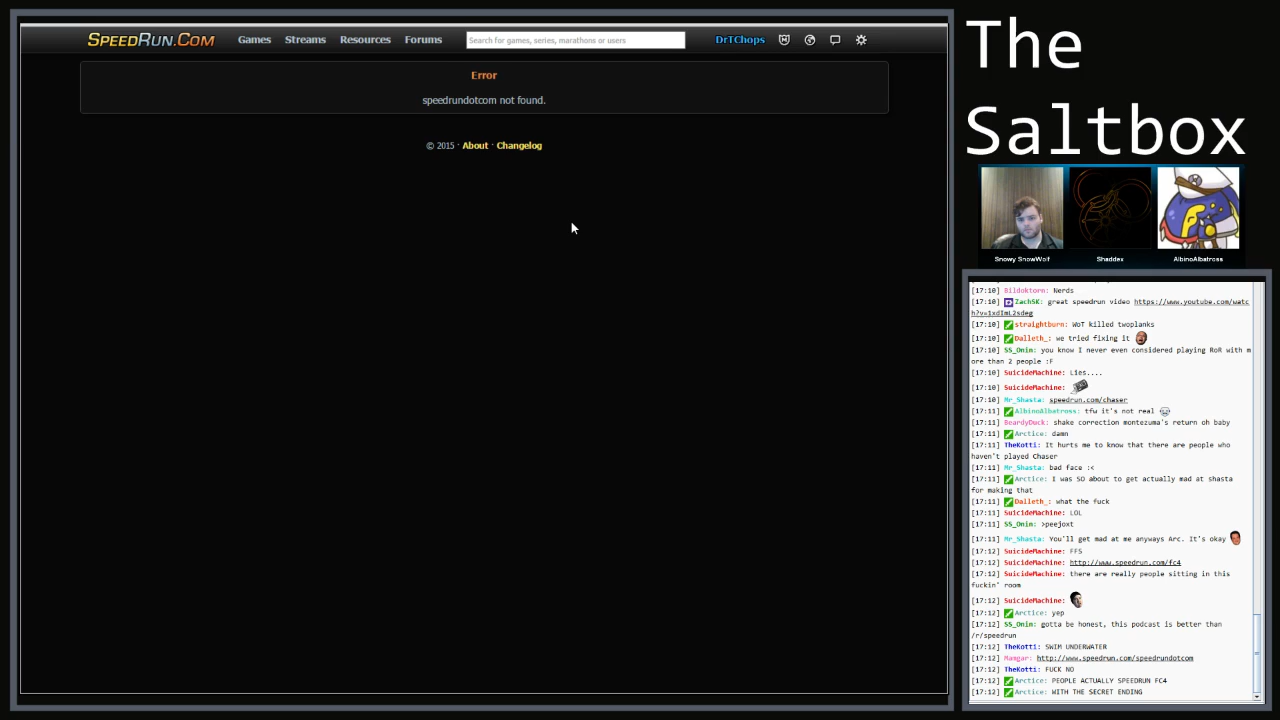 SPEEDRUN.COM Games Streams Resources Forums Search for games, series, marathons or users DrTChops
Error
speedrundotcom not found.
© 2015 · About · Changelog
The
Saltbox
Snowy SnowWolf Shaddex AlbinoAlbatross
[17:10] Bildoktorn: Nerds
[17:10] ZachSK: great speedrun video https://www.youtube.com/watc
h?v=1xdImL2sdeg
[17:10] straightburn: WoT killed twoplanks
[17:10] Dalleth_: we tried fixing it
[17:10] SS_Onim: you know I never even considered playing RoR with m
ore than 2 people :F
[17:10] SuicideMachine: Lies....
[17:10] SuicideMachine:
[17:10] Mr_Shasta: speedrun.com/chaser
[17:11] AlbinoAlbatross: tfw it's not real
[17:11] BeardyDuck: shake correction montezuma's return oh baby
[17:11] Arctice: damn
[17:11] TheKotti: It hurts me to know that there are people who
haven't played Chaser
[17:11] Mr_Shasta: bad face :<
[17:11] Arctice: I was SO about to get actually mad at shasta
for making that
[17:11] Dalleth_: what the fuck
[17:11] SuicideMachine: LOL
[17:11] SS_Onim: >peejoxt
[17:11] Mr_Shasta: You'll get mad at me anyways Arc. It's okay
[17:12] SuicideMachine: FFS
[17:12] SuicideMachine: http://www.speedrun.com/fc4
[17:12] SuicideMachine: there are really people sitting in this
fuckin' room
[17:12] SuicideMachine:
[17:12] Arctice: yep
[17:12] SS_Onim: gotta be honest, this podcast is better than
/r/speedrun
[17:12] TheKotti: SWIM UNDERWATER
[17:12] Mamgar: http://www.speedrun.com/speedrundotcom
[17:12] TheKotti: FUCK NO
[17:12] Arctice: PEOPLE ACTUALLY SPEEDRUN FC4
[17:12] Arctice: WITH THE SECRET ENDING